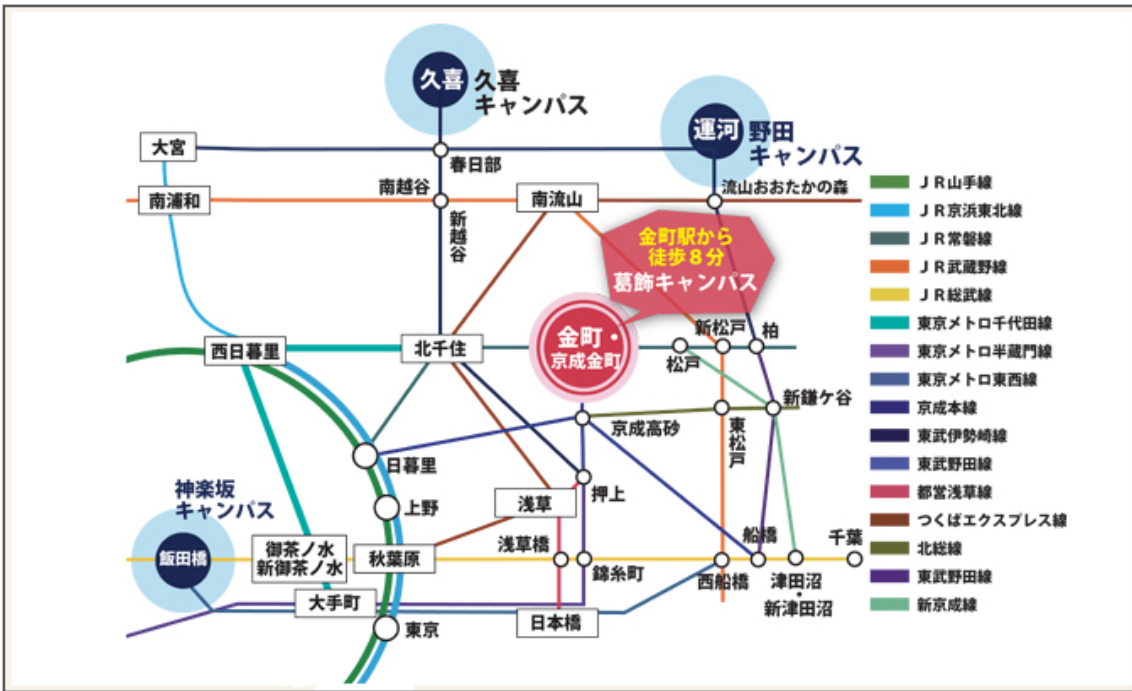 久喜
久喜
キャンパス
運河
野田
キャンパス
大宮
春日部
南浦和
南越谷
新越谷
南流山
流山おおたかの森
金町駅から
徒歩8分
葛飾キャンパス
西日暮里
北千住
金町・
京成金町
松戸
新松戸
柏
新鎌ケ谷
京成高砂
東松戸
日暮里
押上
神楽坂
キャンパス
上野
浅草
飯田橋
御茶ノ水
新御茶ノ水
秋葉原
浅草橋
錦糸町
西船橋
船橋
津田沼
・
新津田沼
千葉
大手町
日本橋
東京
JR山手線
JR京浜東北線
JR常磐線
JR武蔵野線
JR総武線
東京メトロ千代田線
東京メトロ半蔵門線
東京メトロ東西線
京成本線
東武伊勢崎線
東武野田線
都営浅草線
つくばエクスプレス線
北総線
東武野田線
新京成線